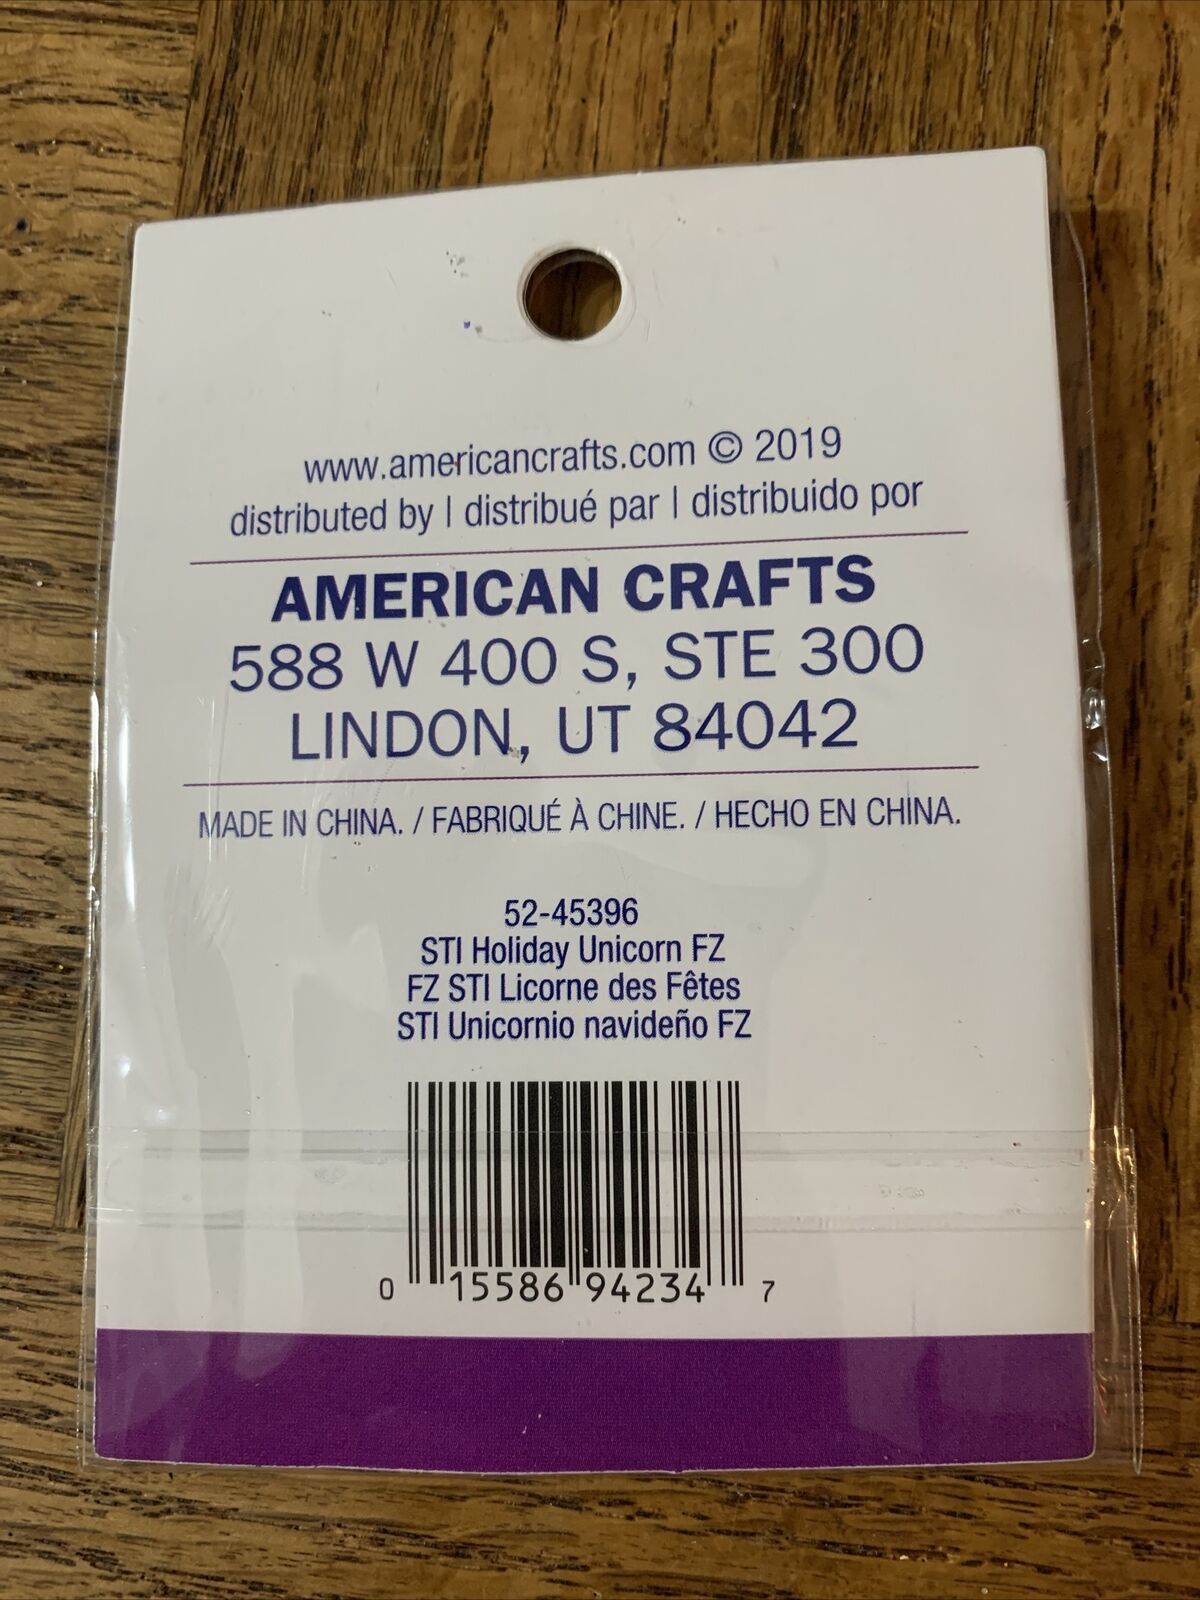 www.americancrafts.com © 2019
distributed by | distribué par | distribuido por
AMERICAN CRAFTS
588 W 400 S, STE 300
LINDON, UT 84042
MADE IN CHINA. / FABRIQUÉ À CHINE. / HECHO EN CHINA.
52-45396
STI Holiday Unicorn FZ
FZ STI Licorne des Fêtes
STI Unicornio navideño FZ
0 15586 94234 7